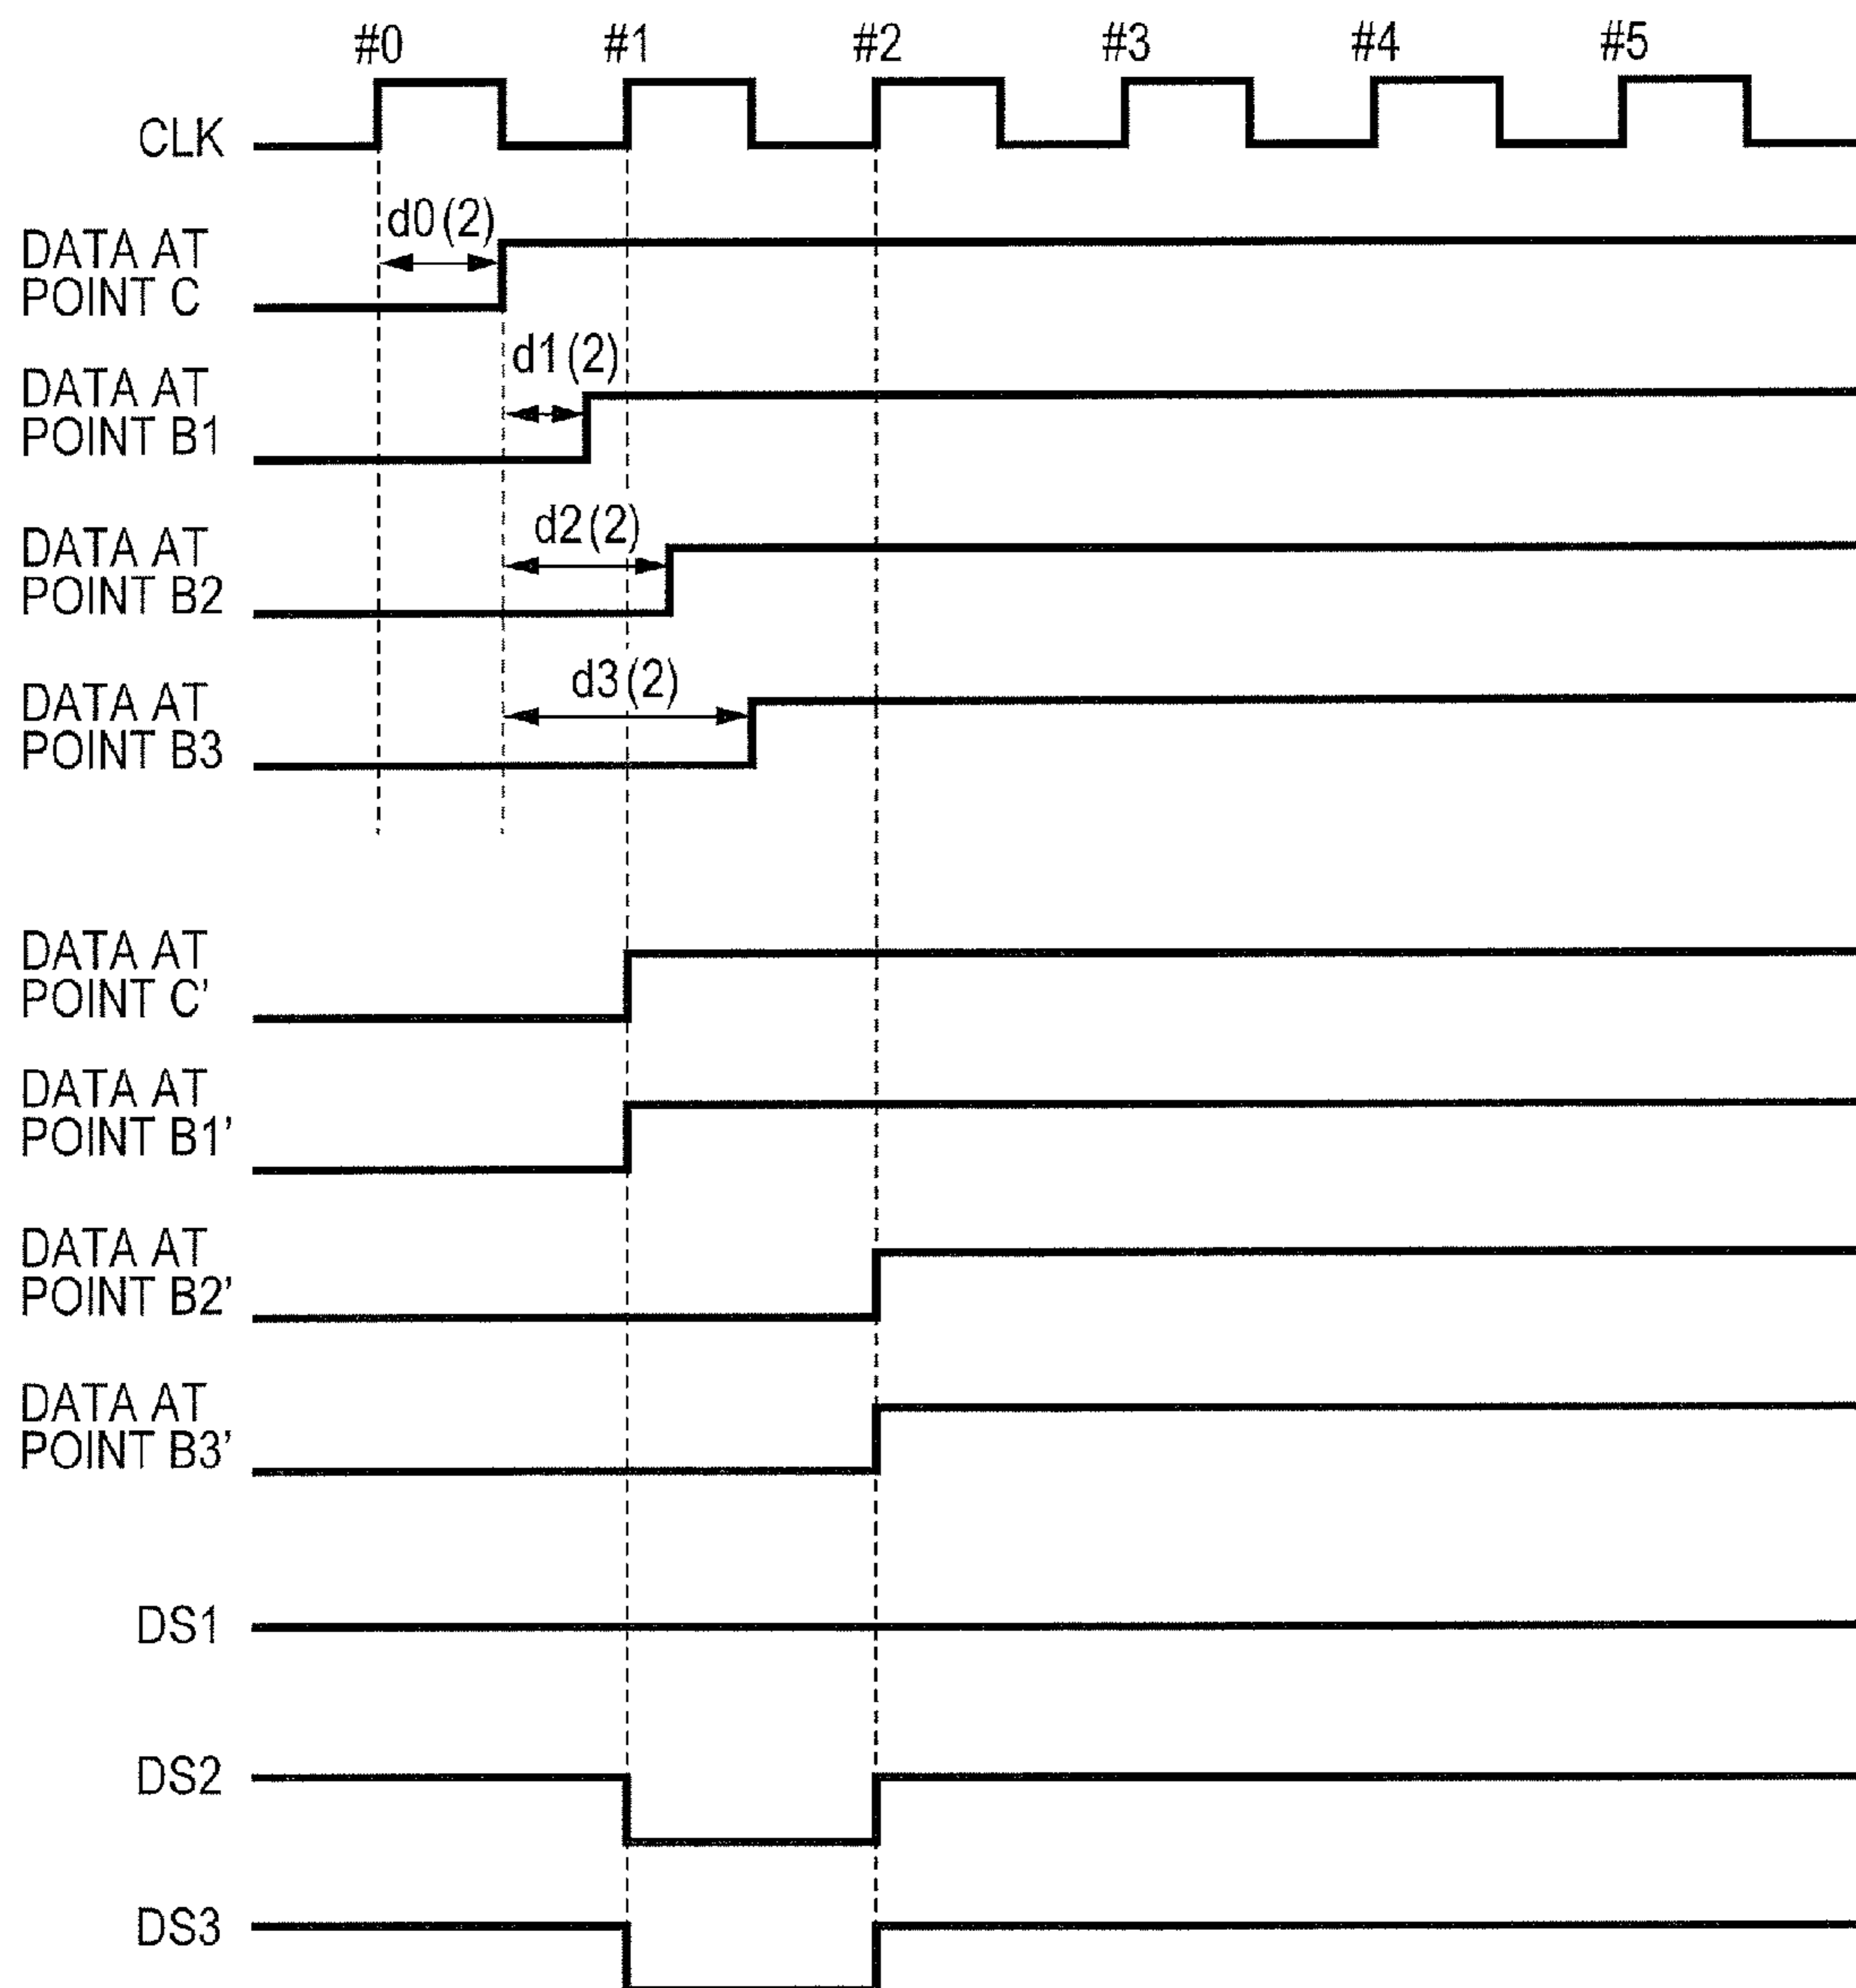 #0 #1 #2 #3 #4 #5
CLK
d0(2)
DATA AT
POINT C
d1(2)
DATA AT
POINT B1
d2(2)
DATA AT
POINT B2
d3(2)
DATA AT
POINT B3
DATA AT
POINT C'
DATA AT
POINT B1'
DATA AT
POINT B2'
DATA AT
POINT B3'
DS1
DS2
DS3